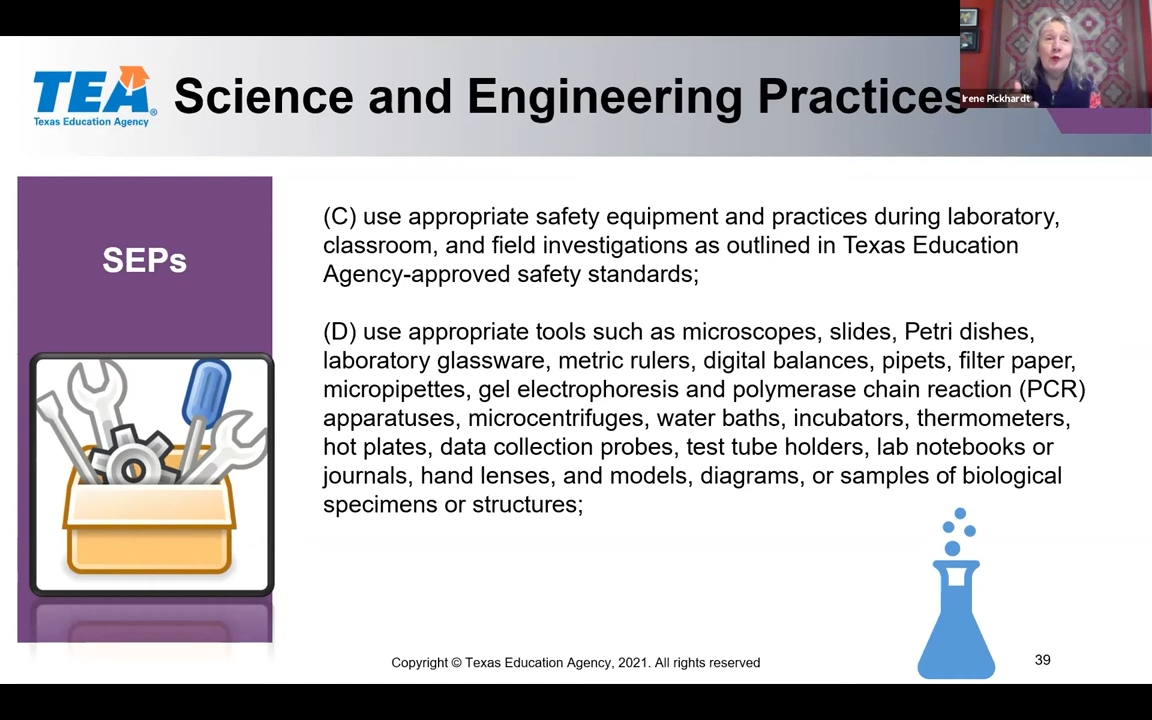 TEA
Texas Education Agency
Science and Engineering Practices
Irene Pickhardt
SEPs
(C) use appropriate safety equipment and practices during laboratory,
classroom, and field investigations as outlined in Texas Education
Agency-approved safety standards;
(D) use appropriate tools such as microscopes, slides, Petri dishes,
laboratory glassware, metric rulers, digital balances, pipets, filter paper,
micropipettes, gel electrophoresis and polymerase chain reaction (PCR)
apparatuses, microcentrifuges, water baths, incubators, thermometers,
hot plates, data collection probes, test tube holders, lab notebooks or
journals, hand lenses, and models, diagrams, or samples of biological
specimens or structures;
Copyright © Texas Education Agency, 2021. All rights reserved
39